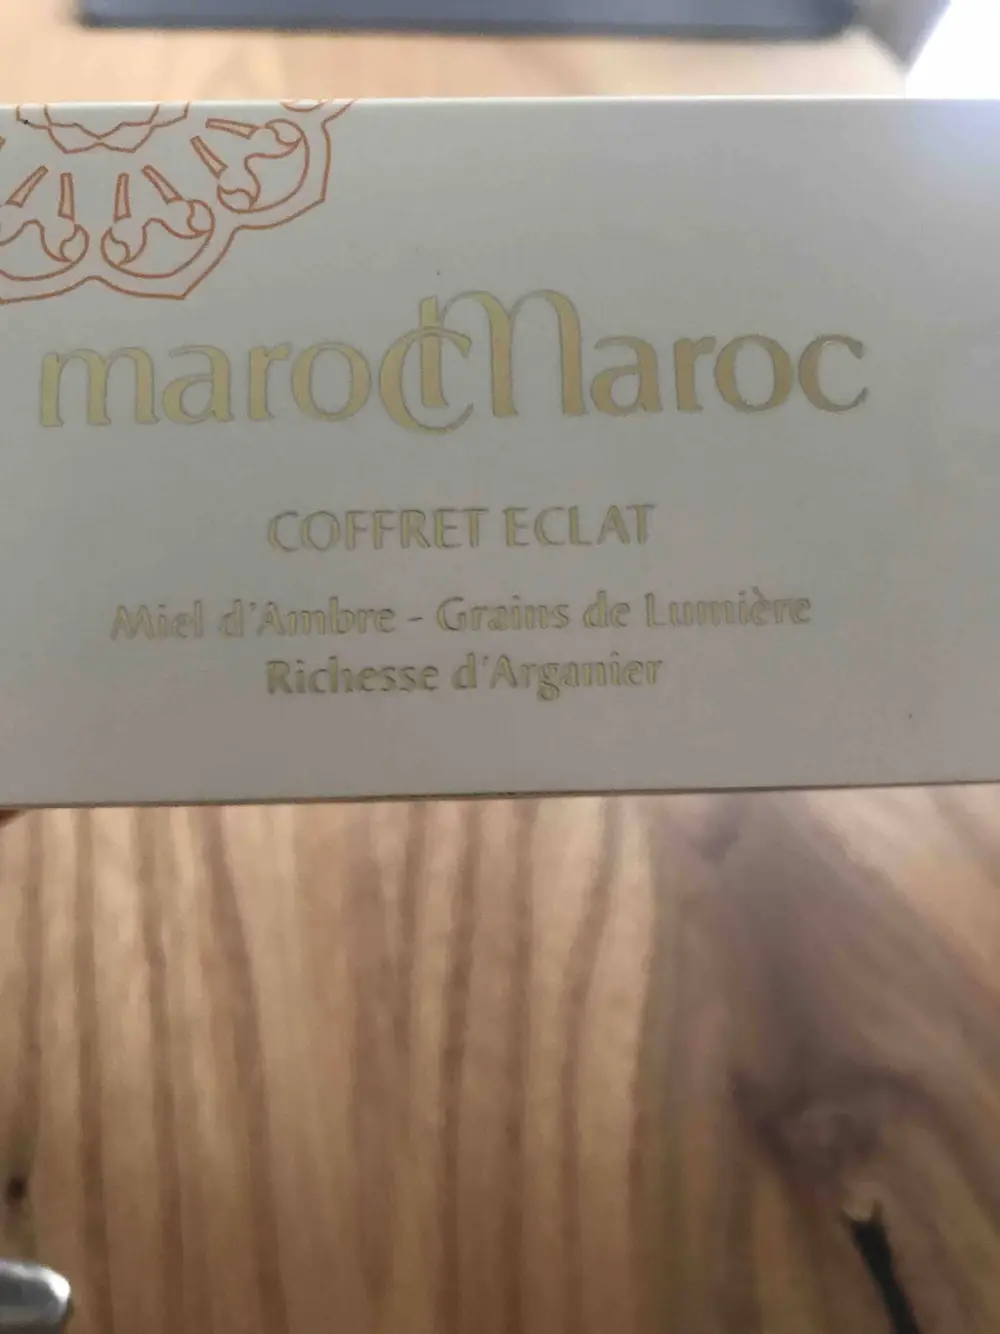 marocMaroc
COFFRET ECLAT
Miel d'Ambre - Grains de Lumière
Richesse d'Arganier